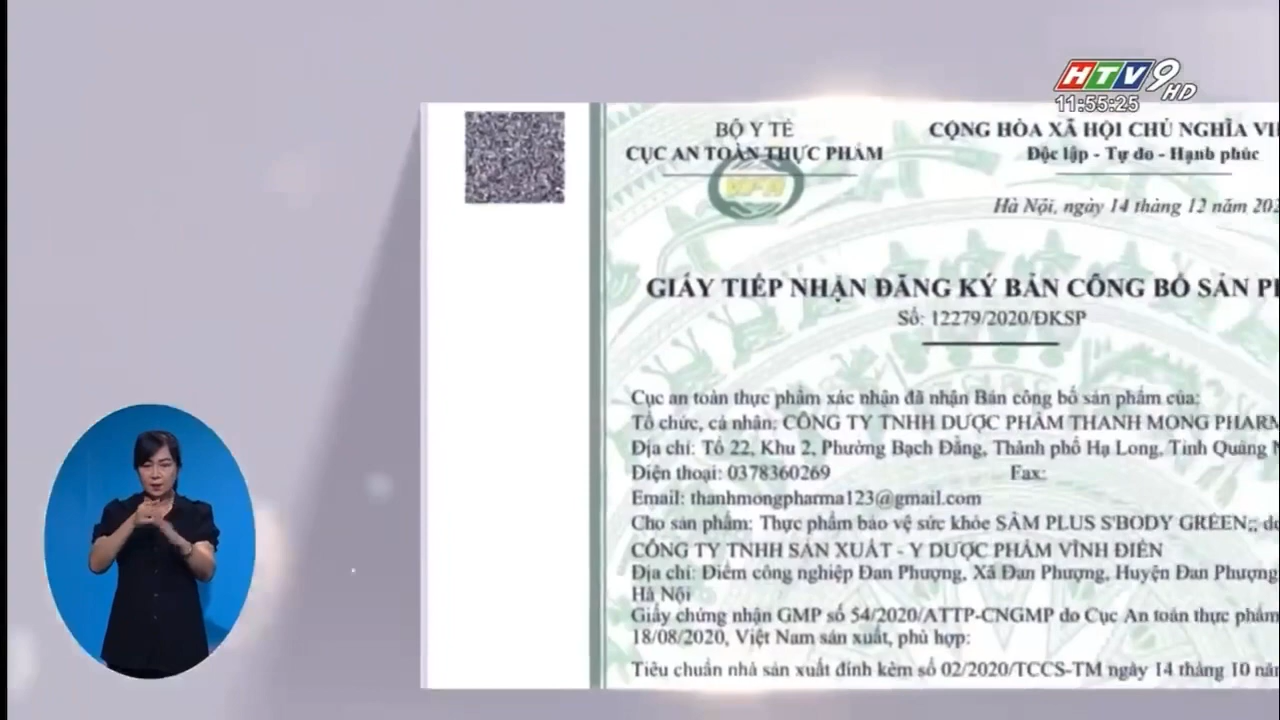 HTV9 HD
11:55:25
BỘ Y TẾ
CỤC AN TOÀN THỰC PHẨM
CỘNG HÒA XÃ HỘI CHỦ NGHĨA
Độc lập - Tự do - Hạnh phúc
Hà Nội, ngày 14 tháng 12 năm
GIẤY TIẾP NHẬN ĐĂNG KÝ BẢN CÔNG BỐ SẢN
Số: 12279/2020/ĐKSP
Cục an toàn thực phẩm xác nhận đã nhận Bản công bố sản phẩm của:
Tổ chức, cá nhân: CÔNG TY TNHH DƯỢC PHẨM THANH MONG PHARM
Địa chỉ: Tổ 22, Khu 2, Phường Bạch Đằng, Thành phố Hạ Long, Tỉnh Quảng
Điện thoại: 0378360269 Fax:
Email: thanhmongpharma123@gmail.com
Cho sản phẩm: Thực phẩm bảo vệ sức khỏe SÂM PLUS S'BODY GREEN;; d
CÔNG TY TNHH SẢN XUẤT - Y DƯỢC PHẨM VĨNH ĐIỂN
Địa chỉ: Điểm công nghiệp Đan Phượng, Xã Đan Phượng, Huyện Đan Phượng
Hà Nội
Giấy chứng nhận GMP số 54/2020/ATTP-CNGMP do Cục An toàn thực phẩm
18/08/2020, Việt Nam sản xuất, phù hợp:
Tiêu chuẩn nhà sản xuất đính kèm số 02/2020/TCCS-TM ngày 14 tháng 10